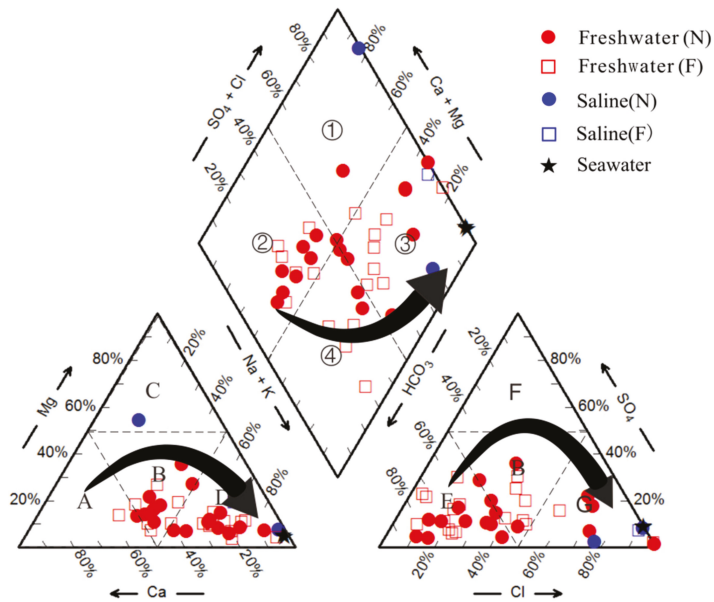 Freshwater (N)
Freshwater (F)
Saline(N)
Saline(F)
Seawater
80%
80%
60%
60%
40%
40%
20%
20%
SO₄ + Cl
Ca + Mg
①
②
③
④
Na + K
HCO₃
80%
60%
40%
20%
20%
40%
60%
80%
Mg
C
A
B
D
80%
60%
40%
20%
Ca
20%
40%
60%
80%
80%
60%
40%
20%
SO₄
F
E
B
G
20%
40%
60%
80%
Cl